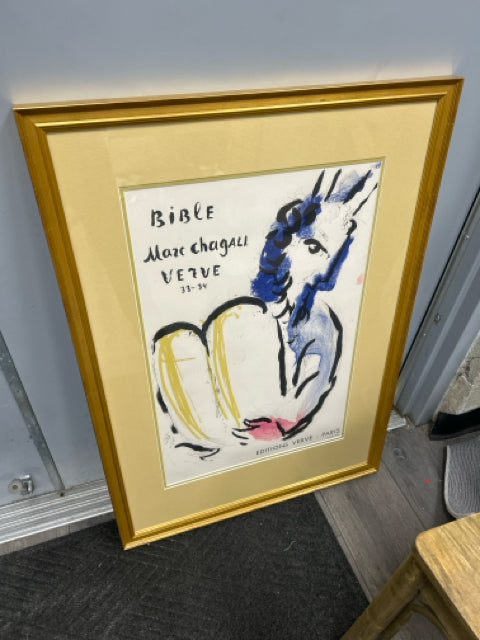 BiBLE
Marc chagALL
VERVE
33-34
EDITIONS VERVE - PARIS